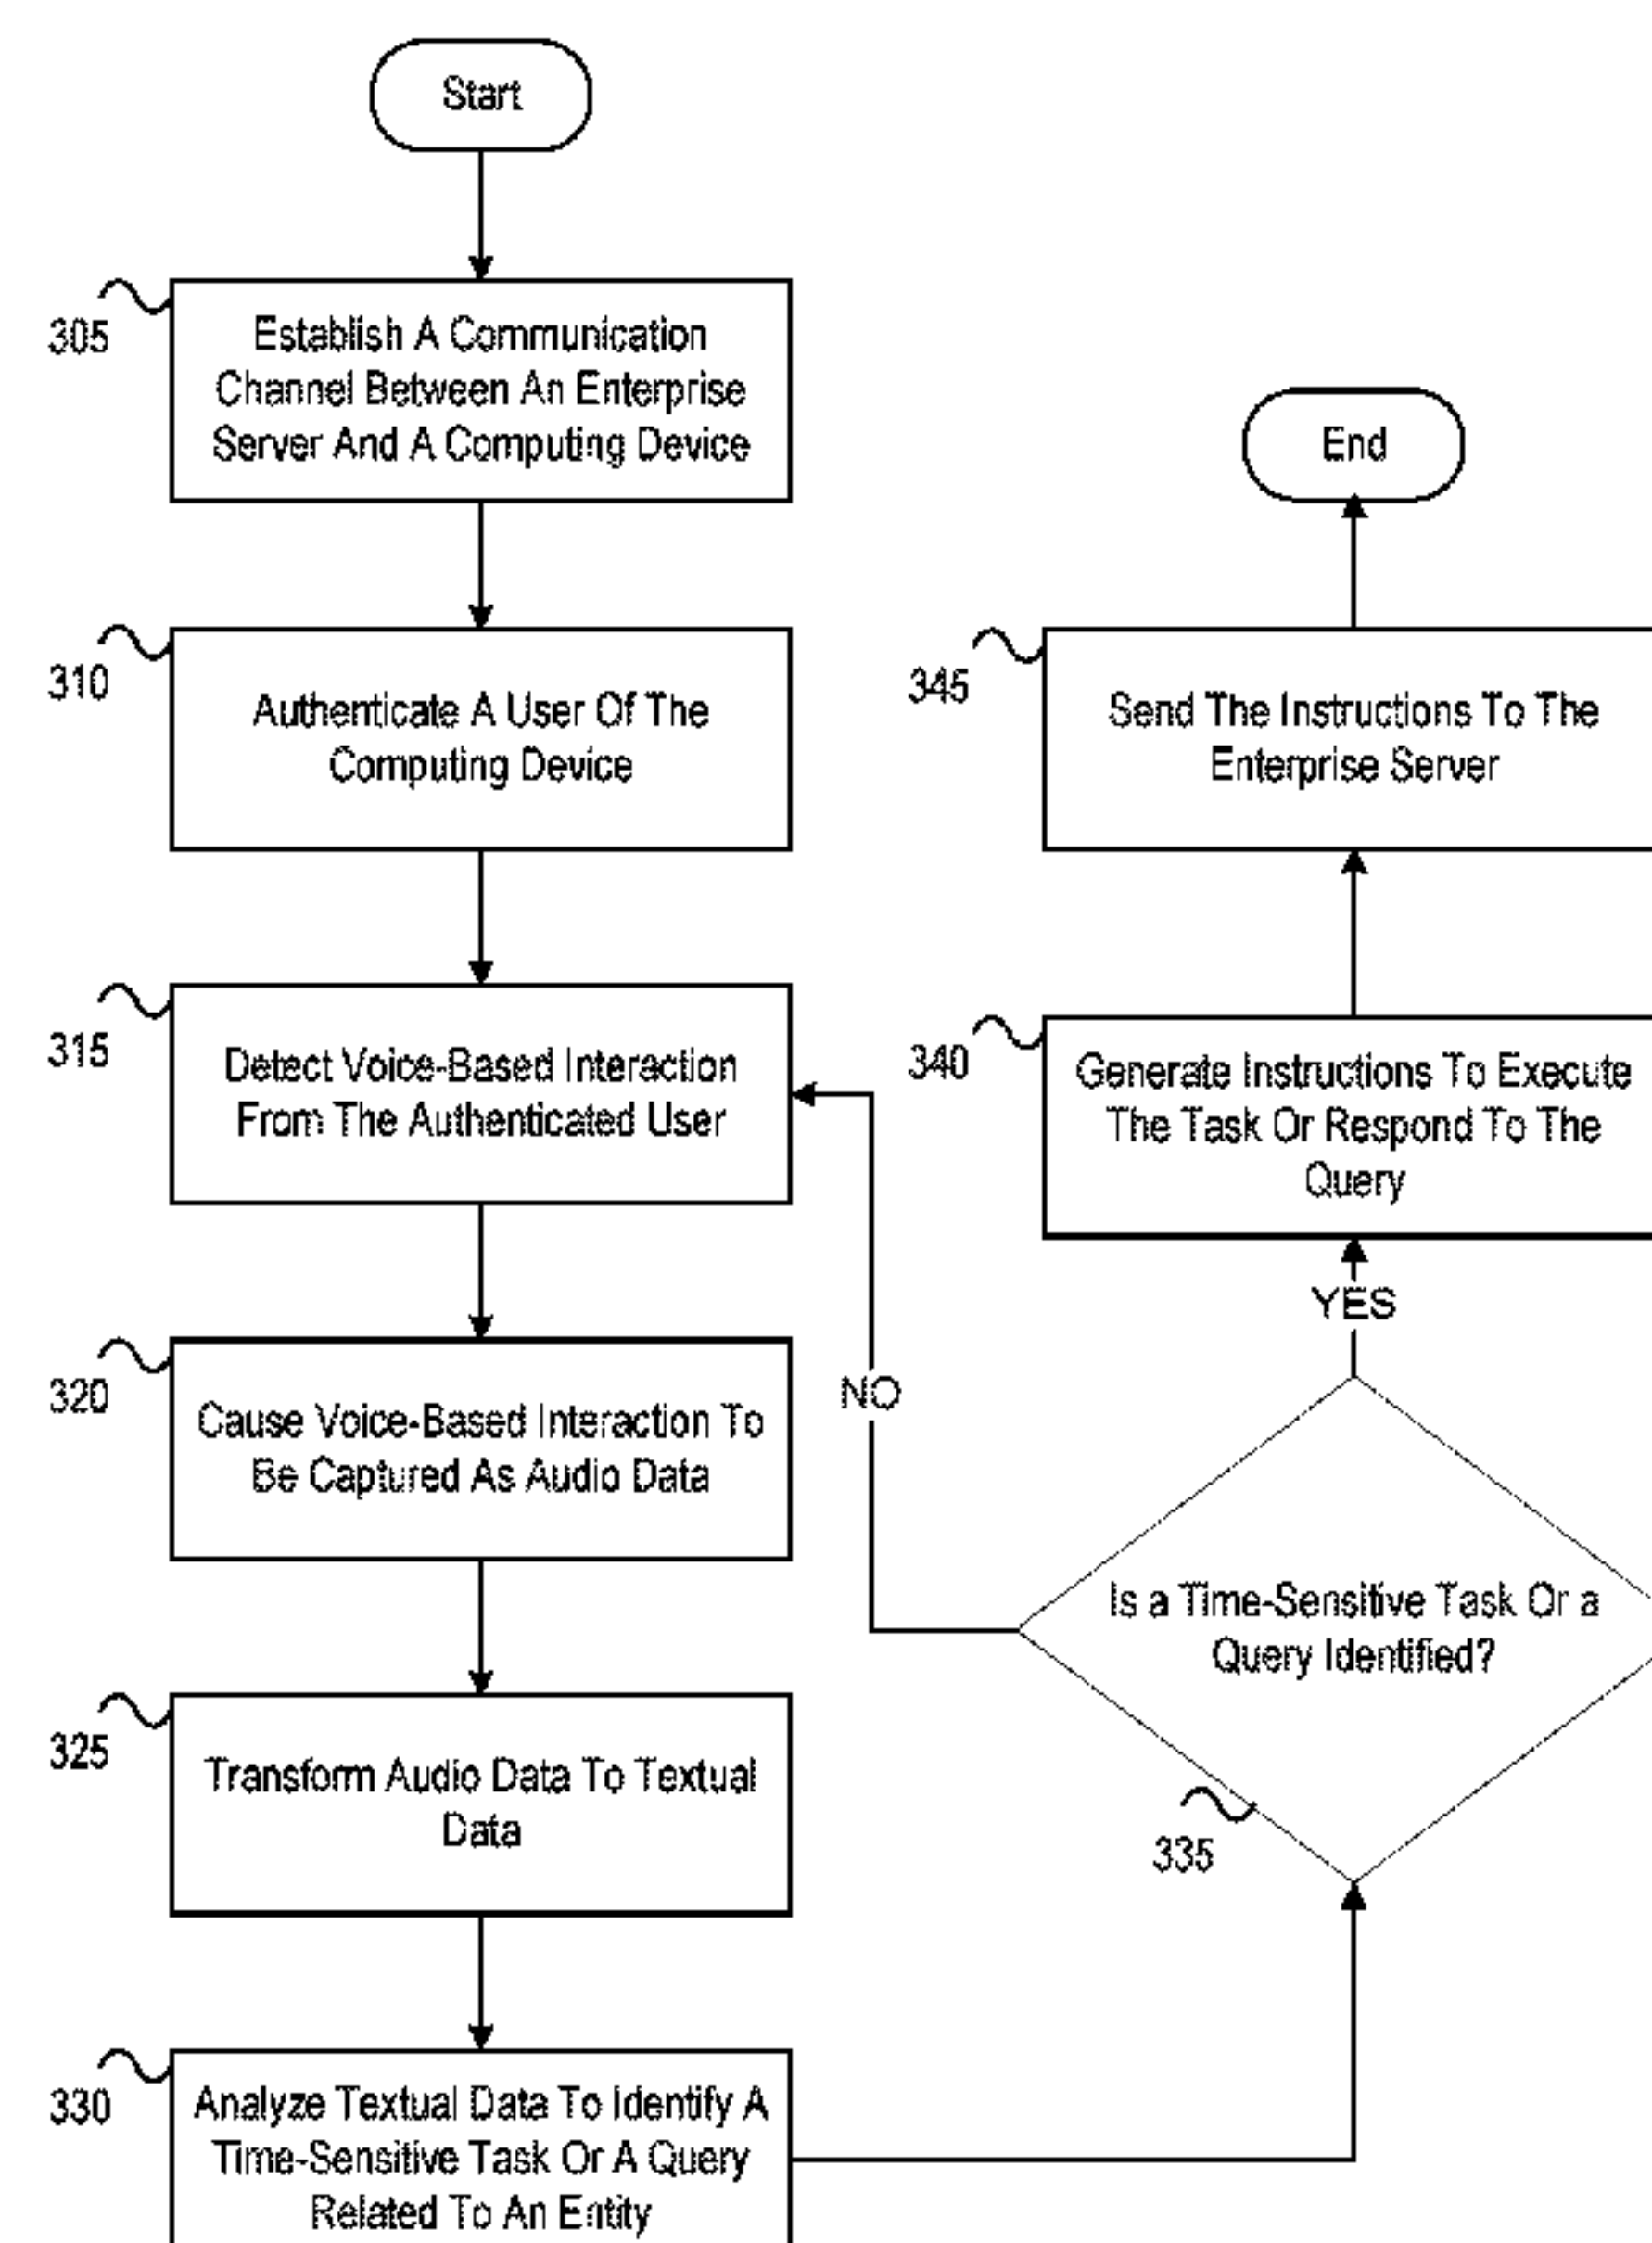 Start
305
Establish A Communication
Channel Between An Enterprise
Server And A Computing Device
310
Authenticate A User Of The
Computing Device
315
Detect Voice-Based Interaction
From The Authenticated User
320
Cause Voice-Based Interaction To
Be Captured As Audio Data
325
Transform Audio Data To Textual
Data
330
Analyze Textual Data To Identify A
Time-Sensitive Task Or A Query
Related To An Entity
335
Is a Time-Sensitive Task Or a
Query Identified?
NO
YES
340
Generate Instructions To Execute
The Task Or Respond To The
Query
345
Send The Instructions To The
Enterprise Server
End